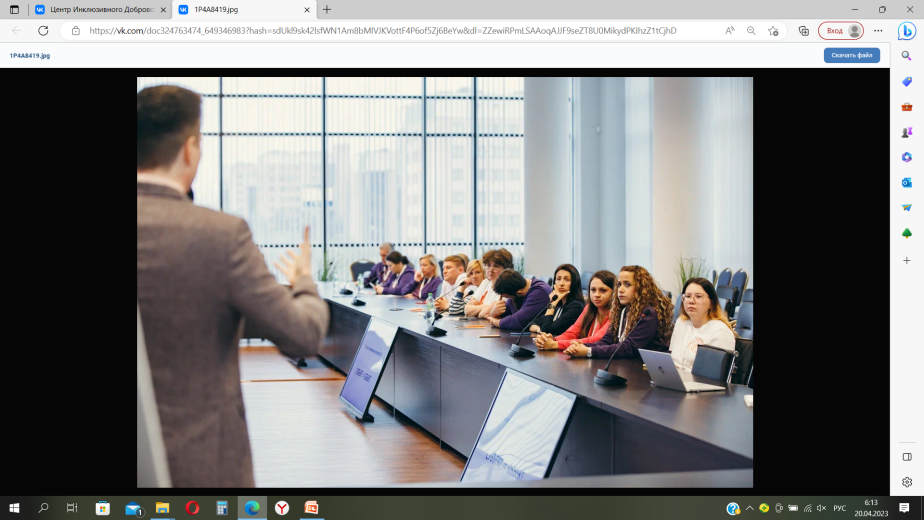 Центр Инклюзивного Доброво
1P4A8419.jpg
https://vk.com/doc324763474_649346983?hash=sdUkl9sk42lsfWN1Am8bMlVJKVottF4P6of5Zj6BeYw&dl=ZZewiRPmLSAAoqAJJF9seZT8U0MikydPKlhzZ1tCjhD
Вход
1P4A8419.jpg
Скачать файл
РУС
6:13
20.04.2023